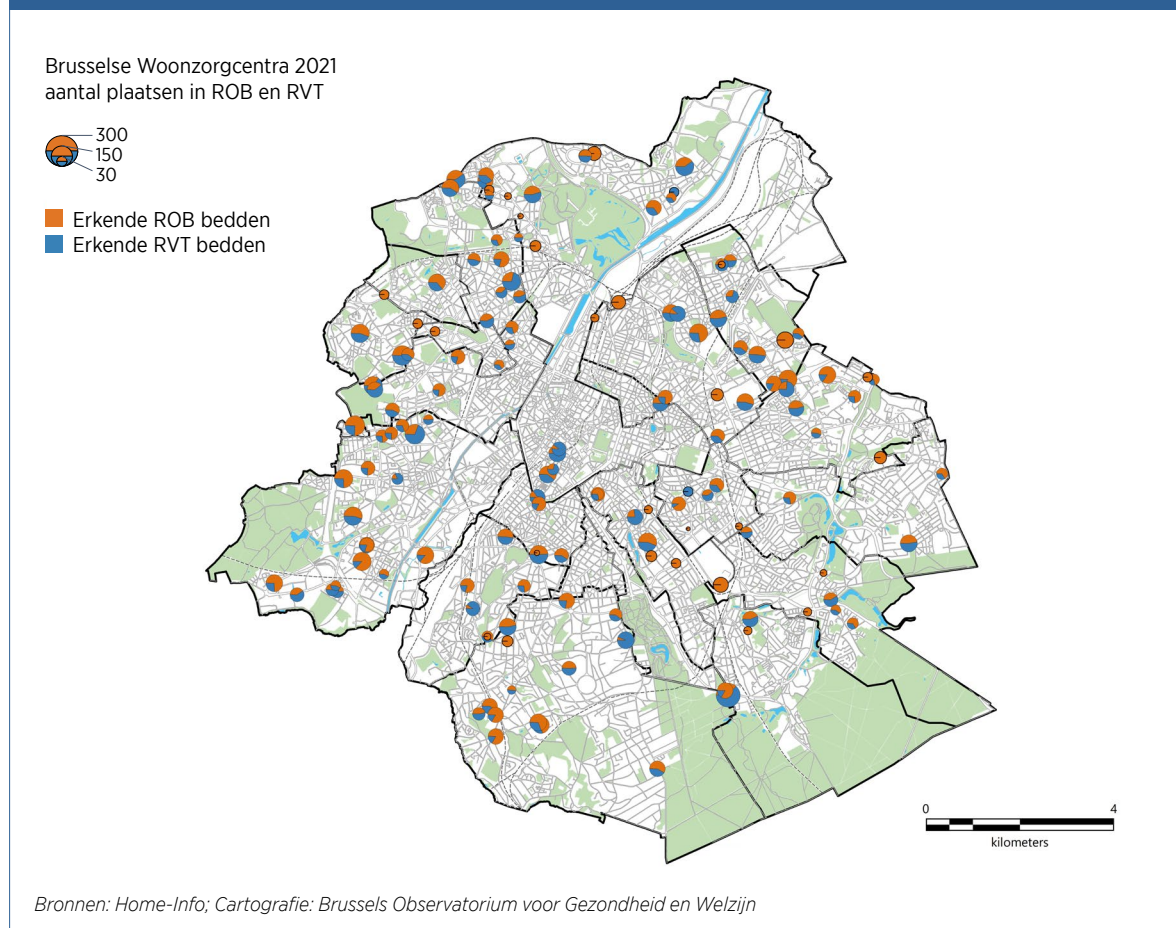 Brusselse Woonzorgcentra 2021
aantal plaatsen in ROB en RVT
300
150
30
Erkende ROB bedden
Erkende RVT bedden
0 4
kilometers
Bronnen: Home-Info; Cartografie: Brussels Observatorium voor Gezondheid en Welzijn